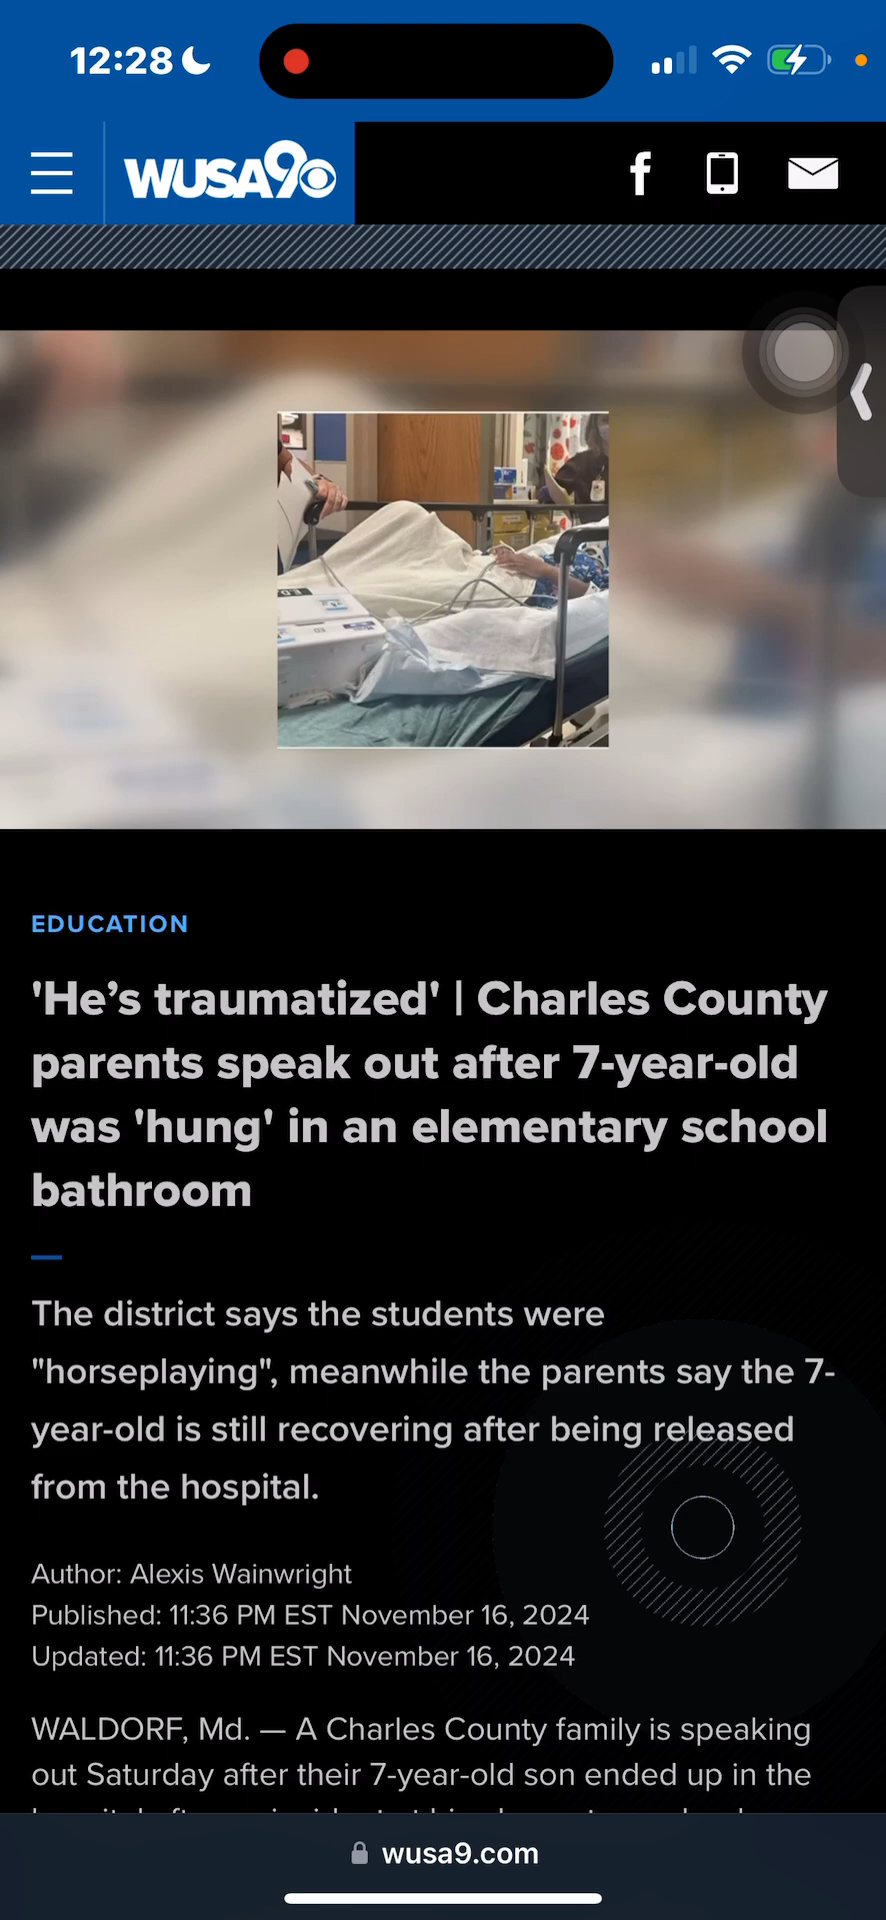 12:28
WUSA9
EDUCATION
'He’s traumatized' | Charles County
parents speak out after 7-year-old
was 'hung' in an elementary school
bathroom
The district says the students were
"horseplaying", meanwhile the parents say the 7-
year-old is still recovering after being released
from the hospital.
Author: Alexis Wainwright
Published: 11:36 PM EST November 16, 2024
Updated: 11:36 PM EST November 16, 2024
WALDORF, Md. — A Charles County family is speaking
out Saturday after their 7-year-old son ended up in the
wusa9.com